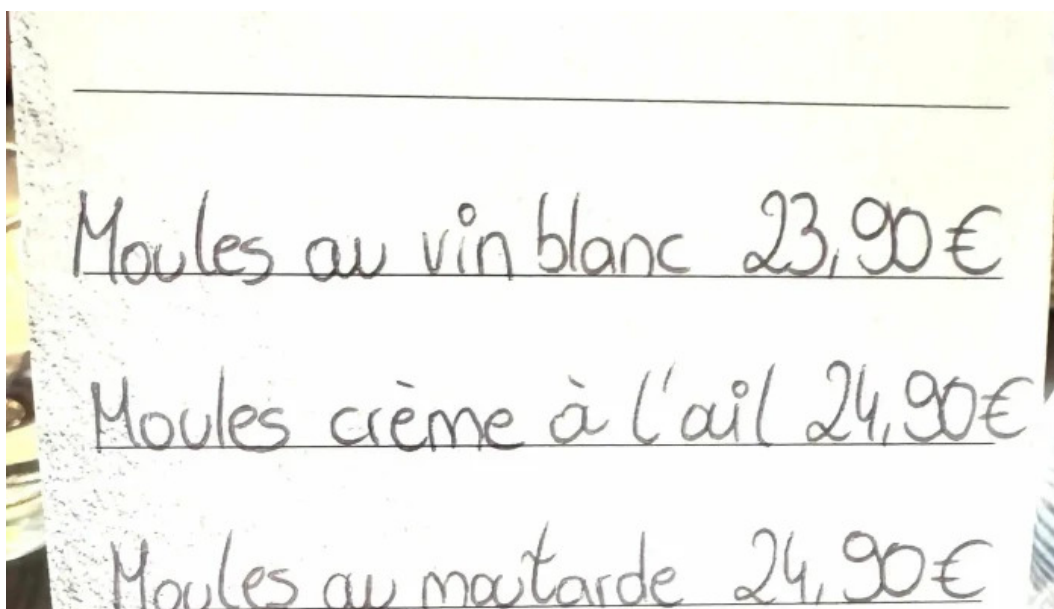 Moules au vin blanc 23,90€
Moules crème à l'ail 24,90€
Moules au moutarde 24,90€